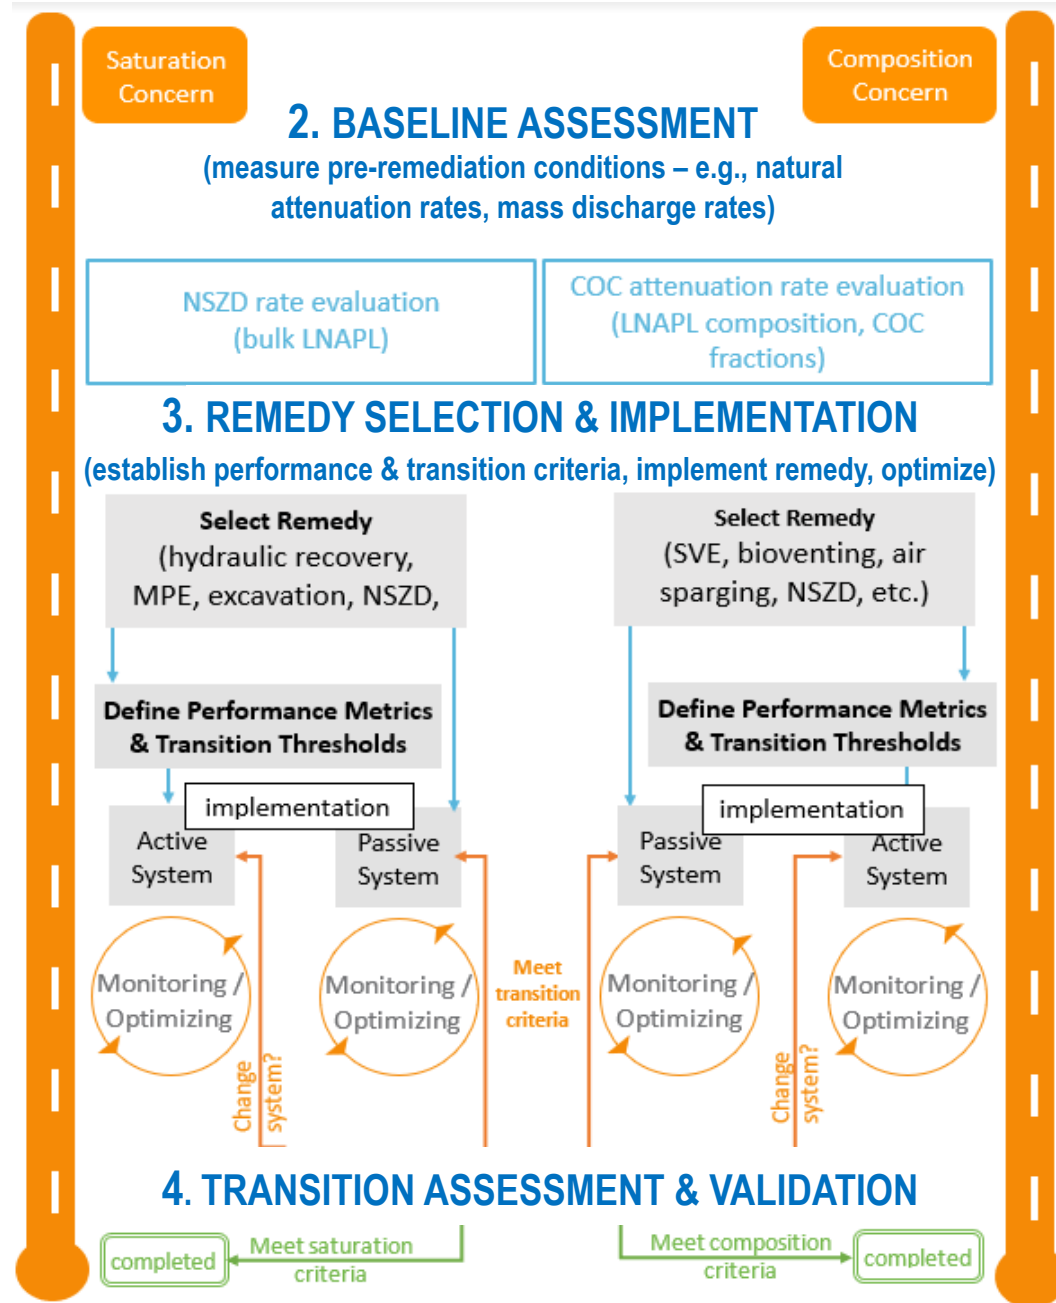 Saturation
Concern
Composition
Concern
2. BASELINE ASSESSMENT
(measure pre-remediation conditions – e.g., natural
attenuation rates, mass discharge rates)
NSZD rate evaluation
(bulk LNAPL)
COC attenuation rate evaluation
(LNAPL composition, COC
fractions)
3. REMEDY SELECTION & IMPLEMENTATION
(establish performance & transition criteria, implement remedy, optimize)
Select Remedy
(hydraulic recovery,
MPE, excavation, NSZD,
Select Remedy
(SVE, bioventing, air
sparging, NSZD, etc.)
Define Performance Metrics
& Transition Thresholds
Define Performance Metrics
& Transition Thresholds
implementation
implementation
Active
System
Passive
System
Passive
System
Active
System
Monitoring /
Optimizing
Monitoring /
Optimizing
Meet
transition
criteria
Monitoring /
Optimizing
Monitoring /
Optimizing
Change
system?
Change
system?
4. TRANSITION ASSESSMENT & VALIDATION
completed
Meet saturation
criteria
Meet composition
criteria
completed